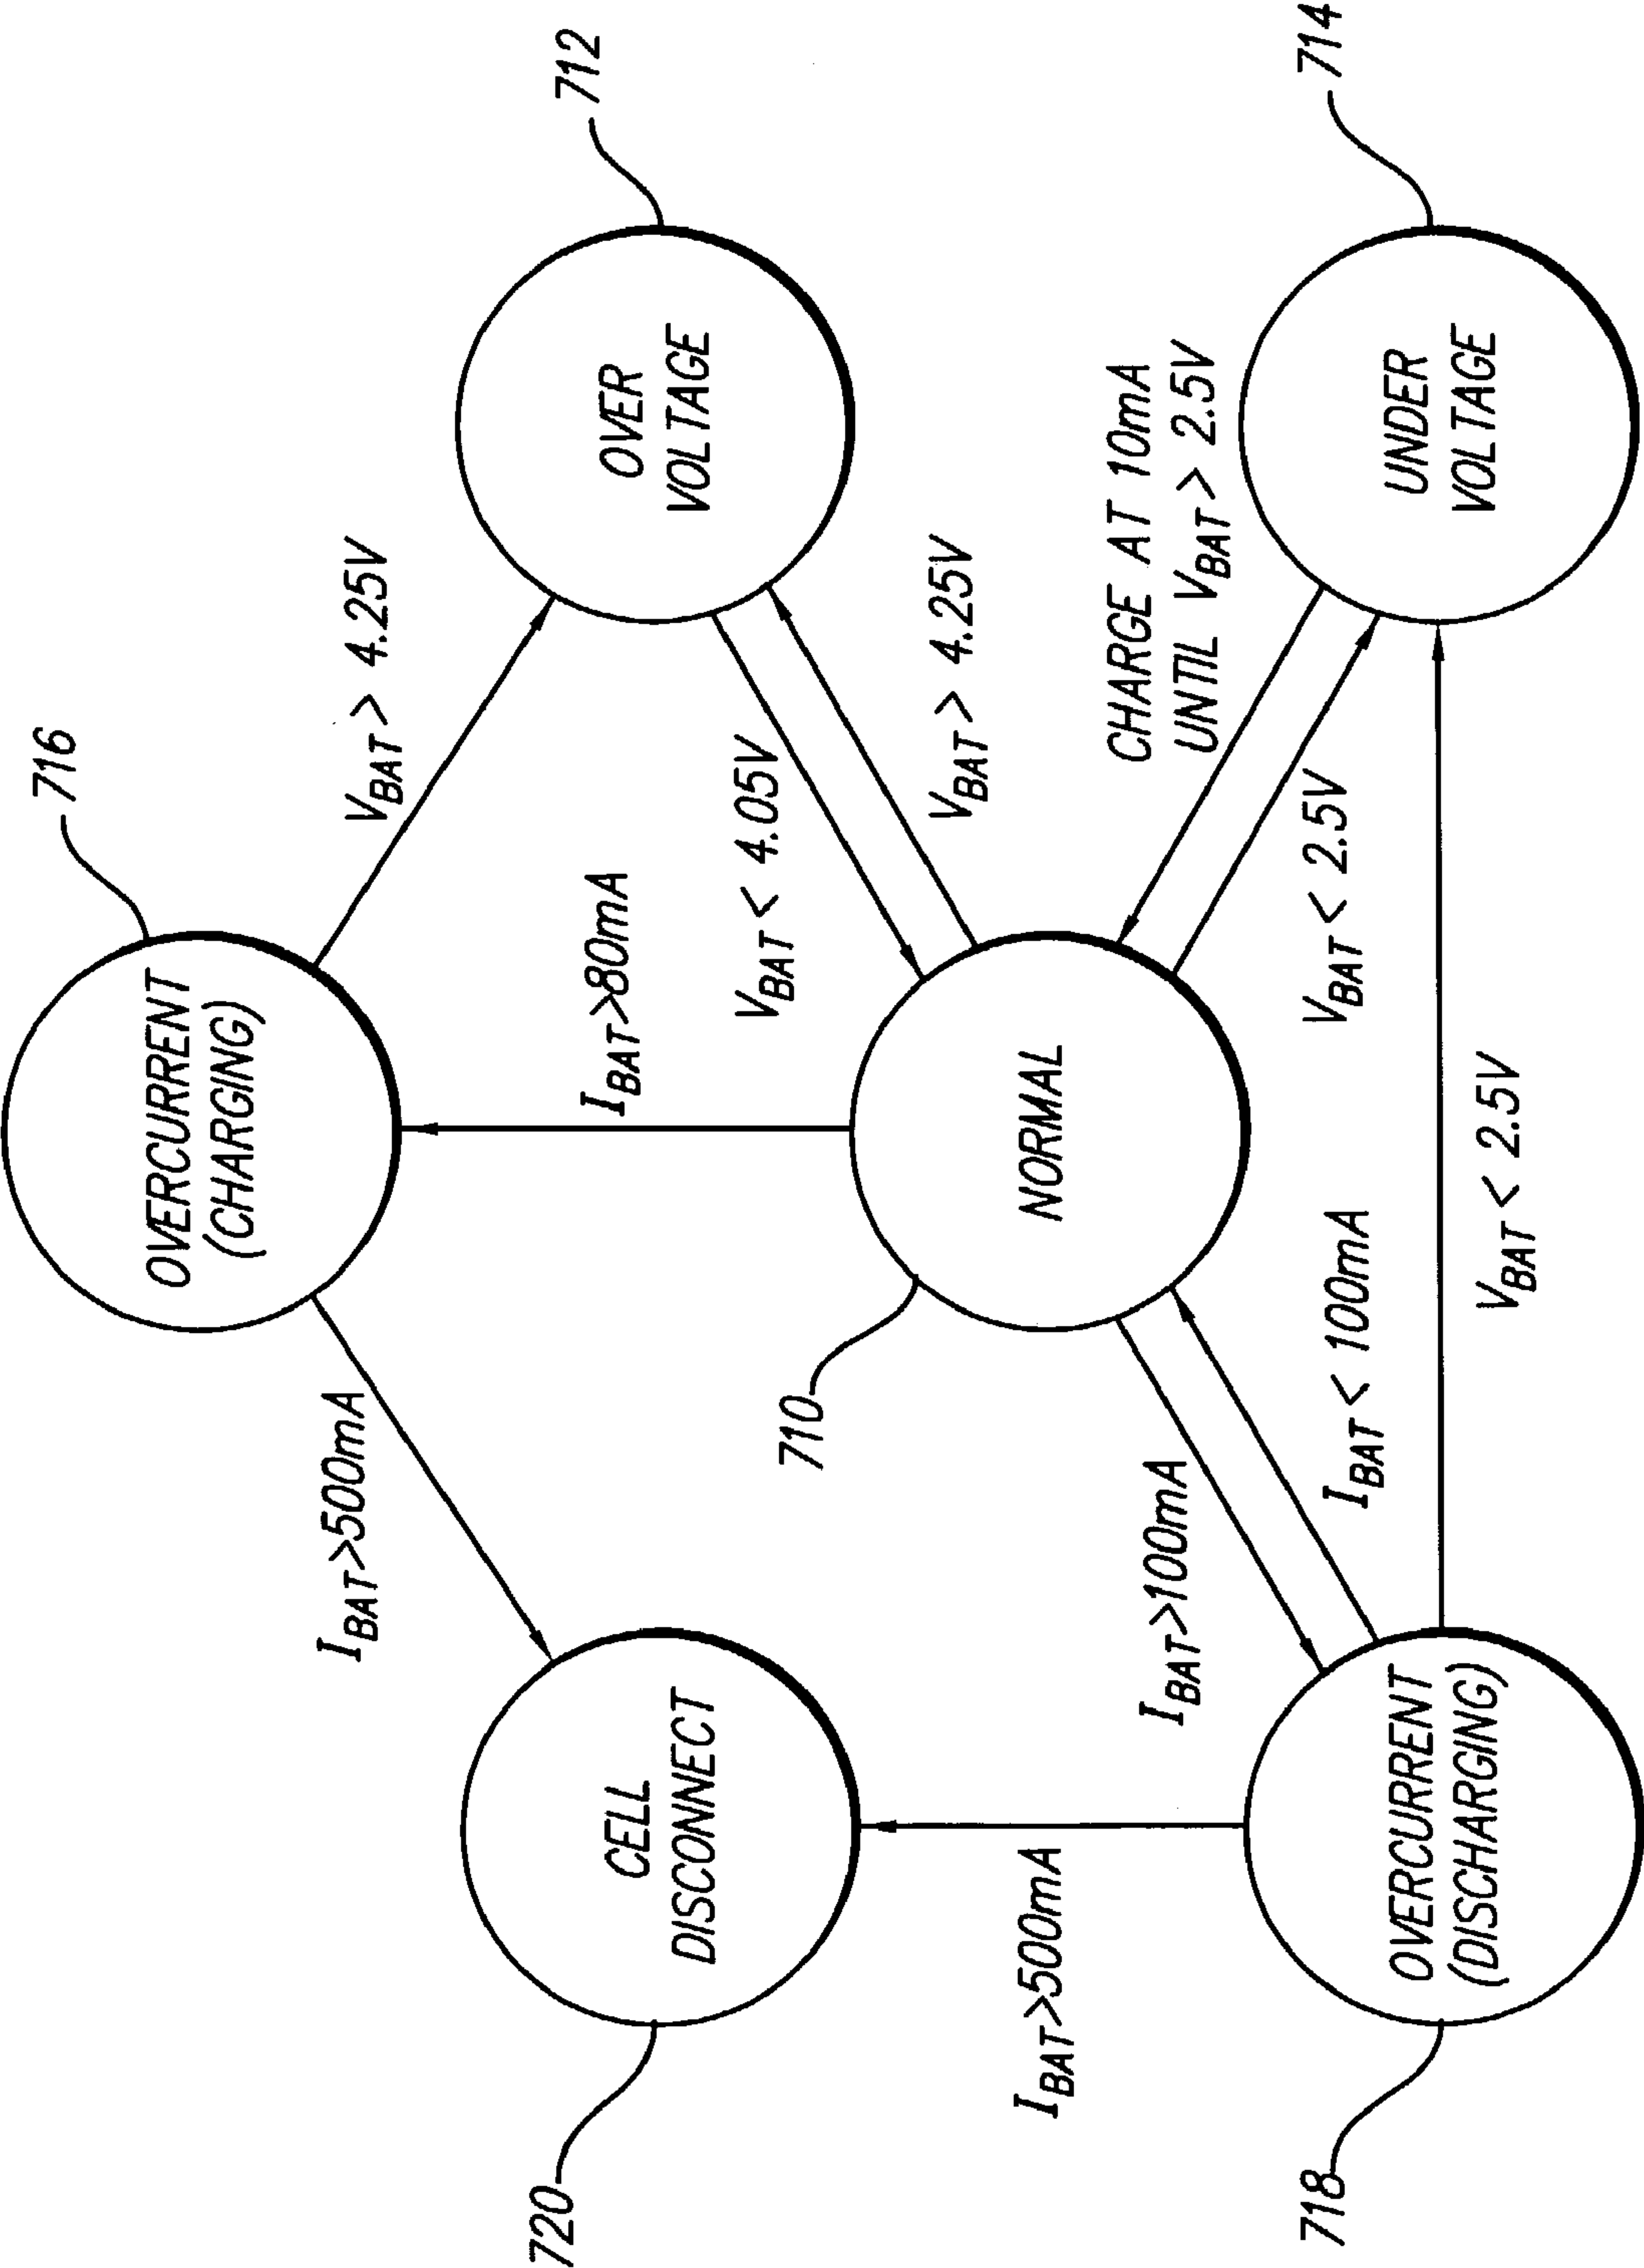 716
OVERCURRENT
(CHARGING)
I_BAT>500mA
V_BAT> 4.25V
720
CELL
DISCONNECT
I_BAT>80mA
712
OVER
VOLTAGE
V_BAT< 4.05V
V_BAT> 4.25V
710
NORMAL
I_BAT>500mA
I_BAT>100mA
I_BAT< 100mA
CHARGE AT 10mA
UNTIL V_BAT> 2.5V
V_BAT< 2.5V
718
OVERCURRENT
(DISCHARGING)
V_BAT< 2.5V
714
UNDER
VOLTAGE